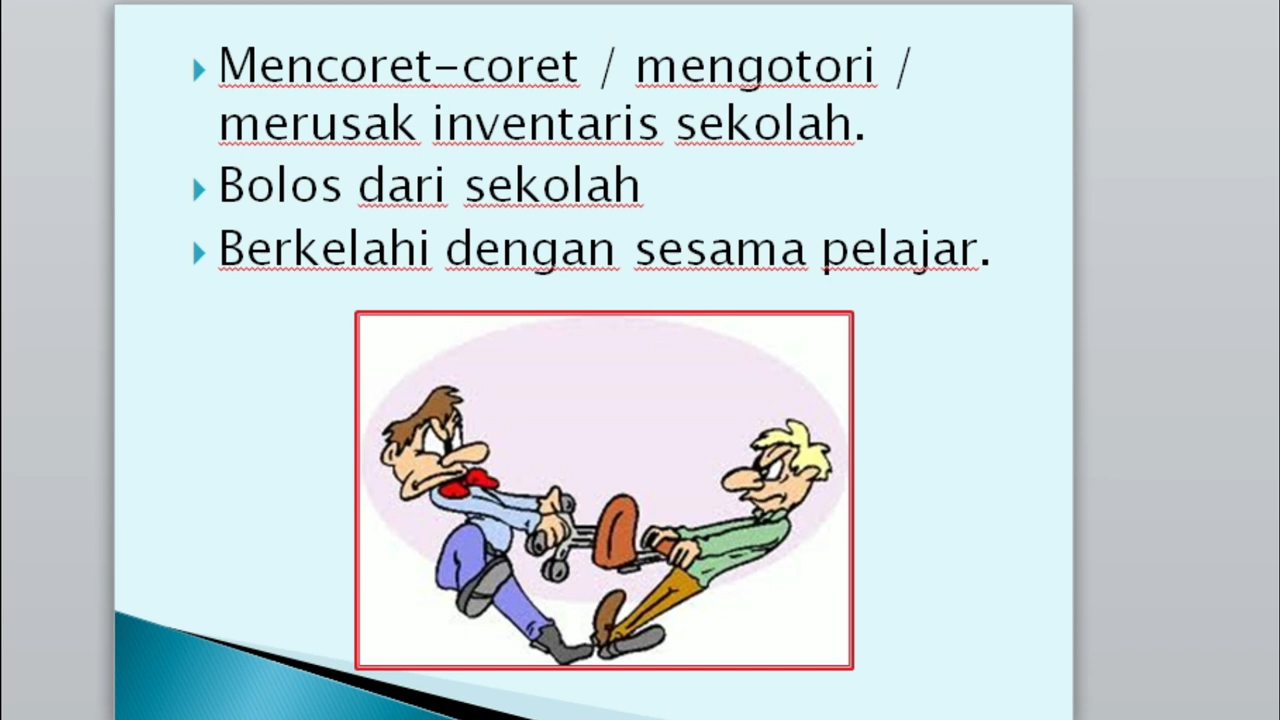 Mencoret-coret / mengotori /
merusak inventaris sekolah.
Bolos dari sekolah
Berkelahi dengan sesama pelajar.